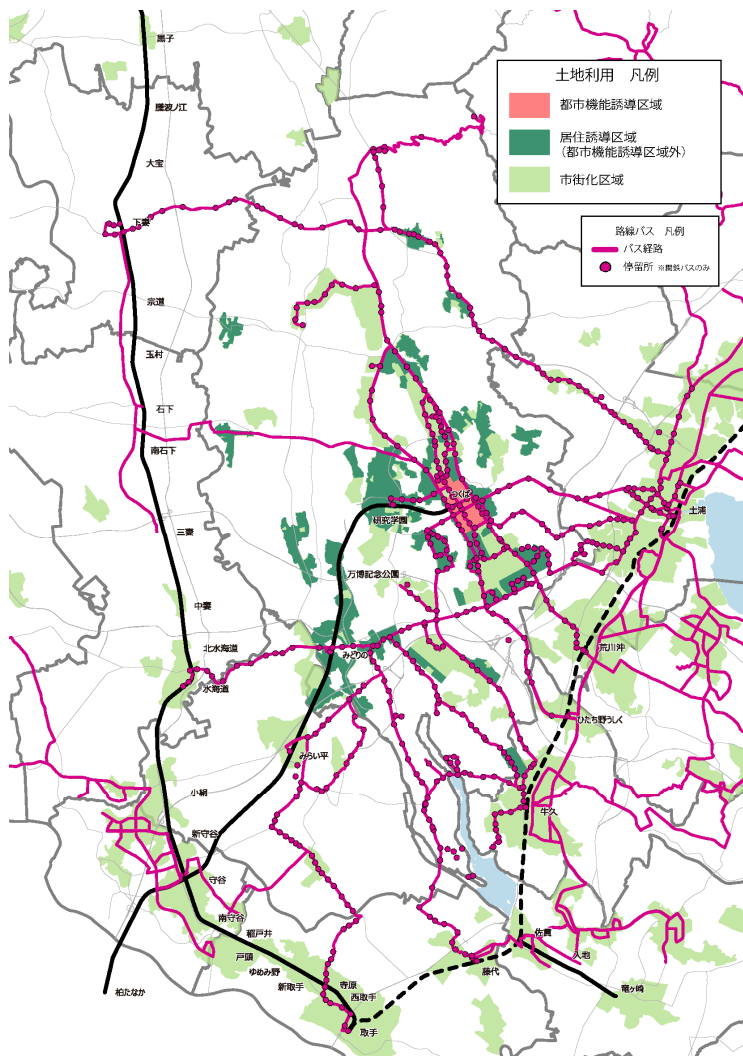 黒子
土地利用　凡例
都市機能誘導区域
騰波ノ江
居住誘導区域
(都市機能誘導区域外)
大宝
市街化区域
下妻
路線バス　凡例
バス経路
停留所 ※関鉄バスのみ
宗道
玉村
石下
南石下
つくば
土浦
研究学園
三妻
万博記念公園
中妻
北水海道
みどりの
荒川沖
水海道
ひたち野うしく
みらい平
小絹
牛久
新守谷
守谷
南守谷
稲戸井
佐貫
戸頭
入地
ゆめみ野
藤代
新取手
寺原
西取手
柏たなか
竜ヶ崎
取手